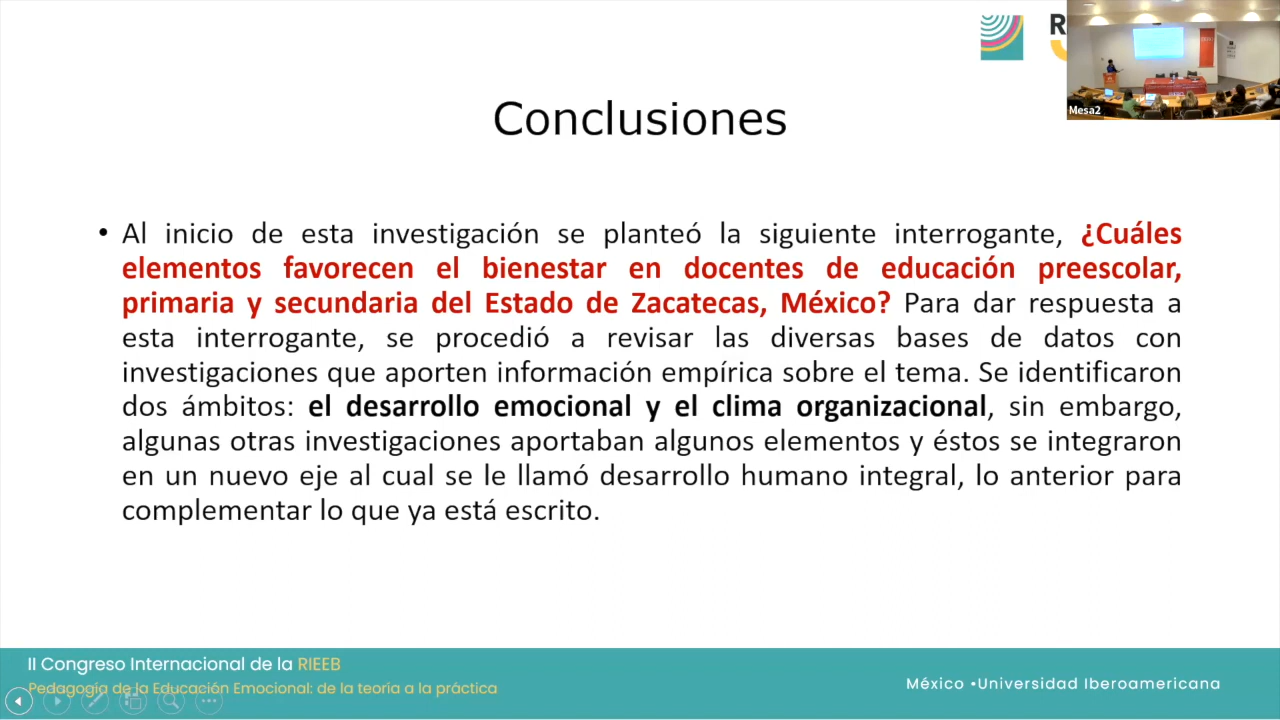 R
Mesa2
Conclusiones
• Al inicio de esta investigación se planteó la siguiente interrogante, ¿Cuáles
elementos favorecen el bienestar en docentes de educación preescolar,
primaria y secundaria del Estado de Zacatecas, México? Para dar respuesta a
esta interrogante, se procedió a revisar las diversas bases de datos con
investigaciones que aporten información empírica sobre el tema. Se identificaron
dos ámbitos: el desarrollo emocional y el clima organizacional, sin embargo,
algunas otras investigaciones aportaban algunos elementos y éstos se integraron
en un nuevo eje al cual se le llamó desarrollo humano integral, lo anterior para
complementar lo que ya está escrito.
II Congreso Internacional de la RIEEB
Pedagogía de la Educación Emocional: de la teoría a la práctica
México •Universidad Iberoamericana